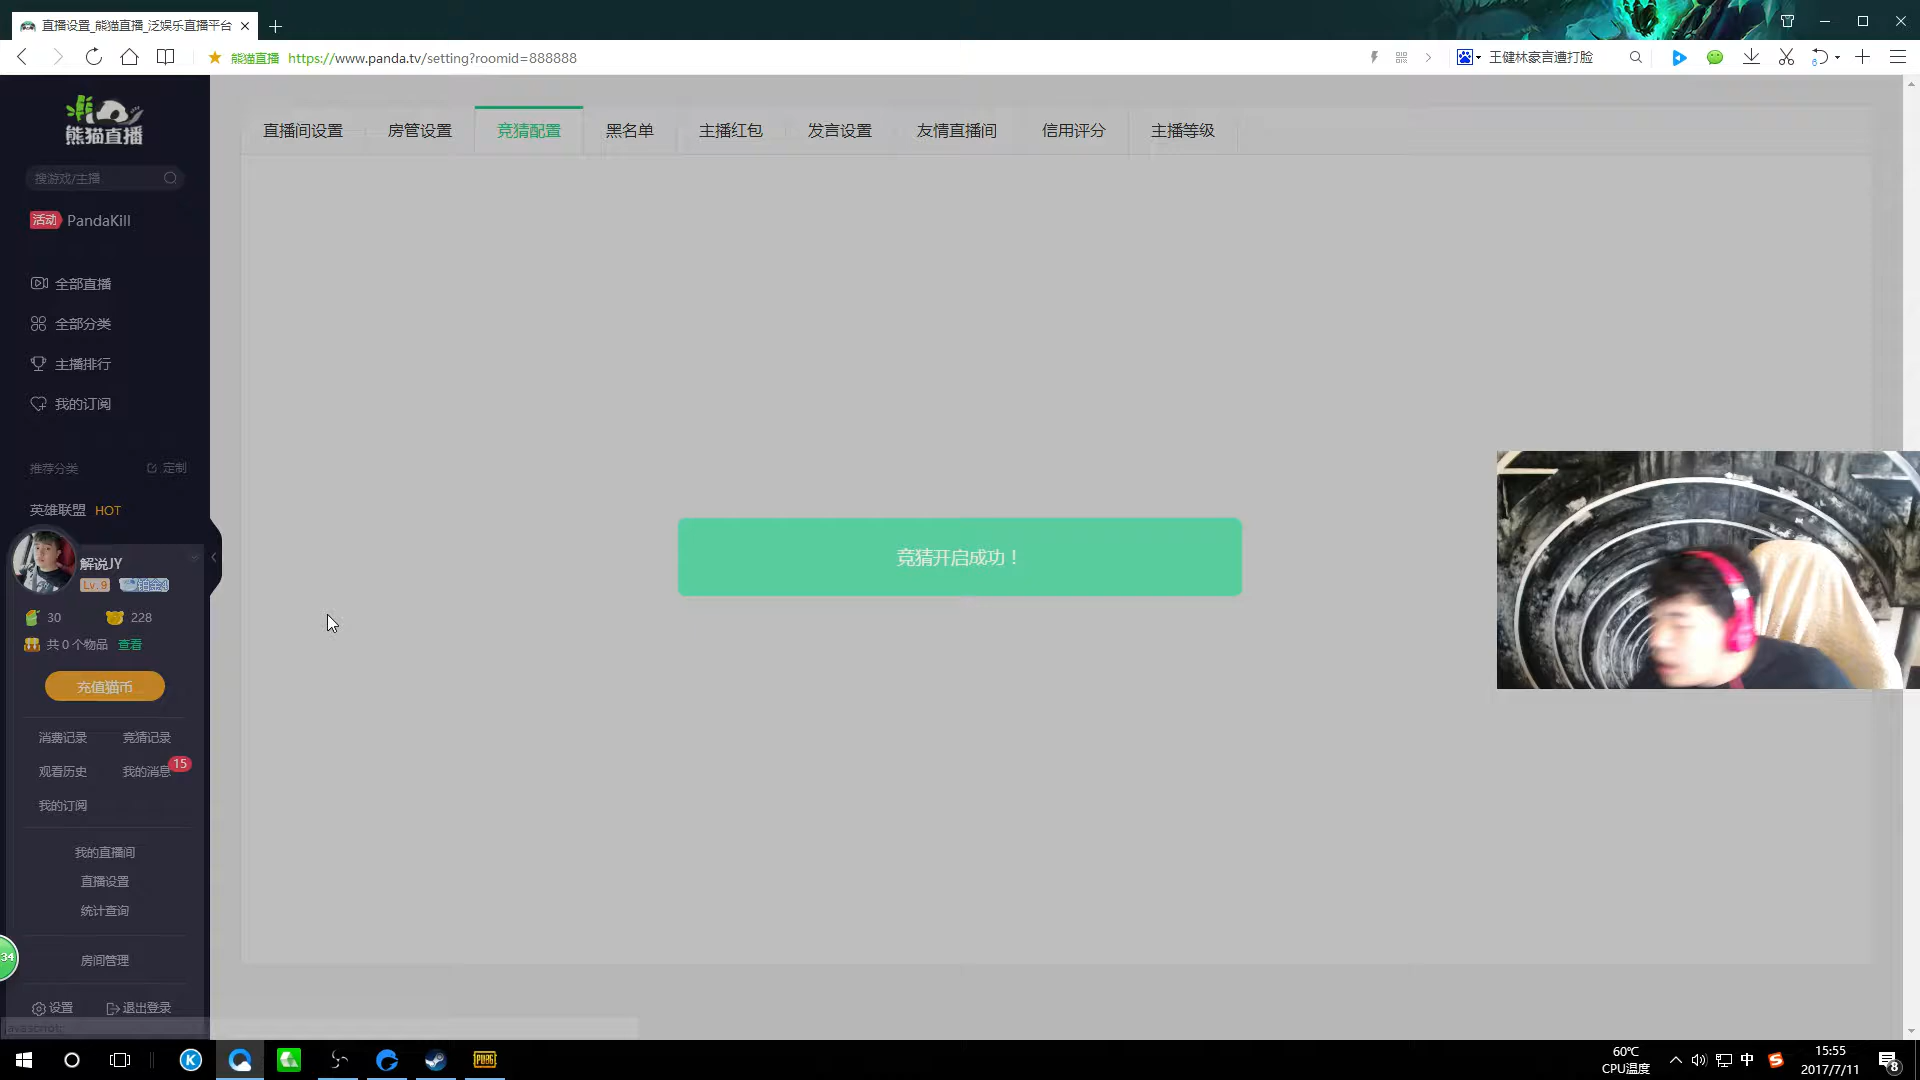 直播设置_熊猫直播_泛娱乐直播平台
熊猫直播 https://www.panda.tv/setting?roomid=888888
王健林豪言遭打脸
熊猫直播
搜游戏/主播
活动 PandaKill
全部直播
全部分类
主播排行
我的订阅
推荐分类 定制
英雄联盟 HOT
解说JY
Lv.9
30 228
共 0 个物品 查看
充值猫币
消费记录 竞猜记录
观看历史 我的消息 15
我的订阅
我的直播间
直播设置
统计查询
34
房间管理
设置 退出登录
直播间设置 房管设置 竞猜配置 黑名单 主播红包 发言设置 友情直播间 信用评分 主播等级
竞猜开启成功！
K
PUBG
60℃
CPU温度
中
S
15:55
2017/7/11
8